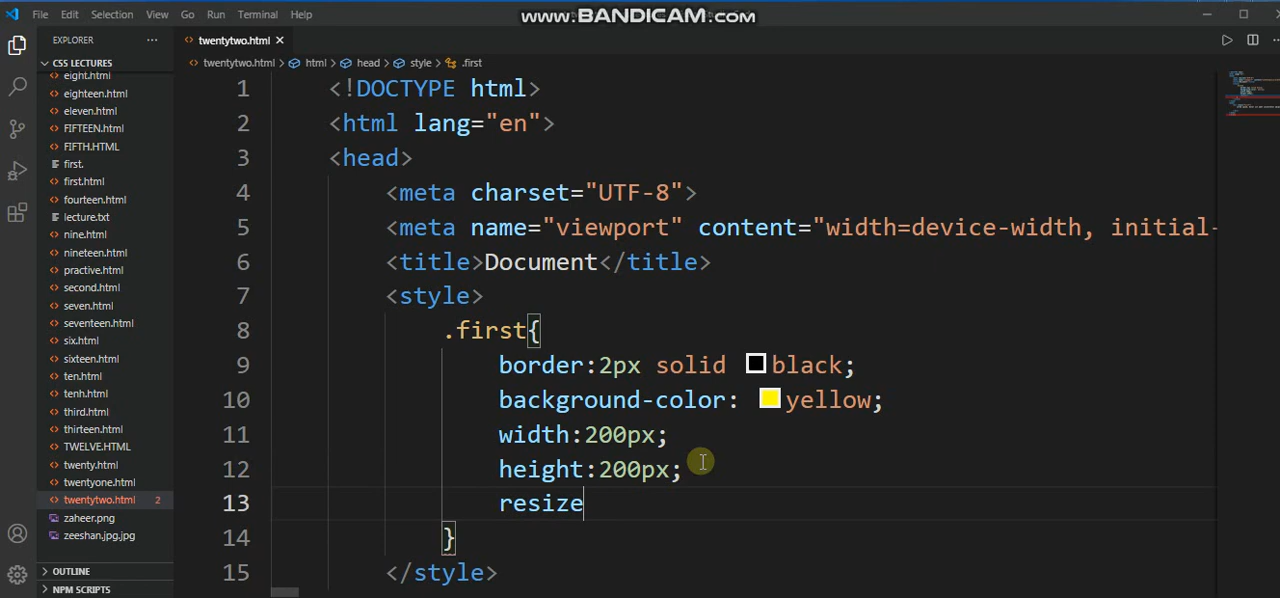 File Edit Selection View Go Run Terminal Help
www.BANDICAM.com
EXPLORER ···
twentytwo.html ×
CSS LECTURES
twentytwo.html > html > head > style > .first
eight.html
eighteen.html
eleven.html
FIFTEEN.html
FIFTH.HTML
first.
first.html
fourteen.html
lecture.txt
nine.html
nineteen.html
practive.html
second.html
seven.html
seventeen.html
six.html
sixteen.html
ten.html
tenh.html
third.html
thirteen.html
TWELVE.HTML
twenty.html
twentyone.html
twentytwo.html 2
zaheer.png
zeeshan.jpg.jpg
OUTLINE
NPM SCRIPTS
1 <!DOCTYPE html>
2 <html lang="en">
3 <head>
4 <meta charset="UTF-8">
5 <meta name="viewport" content="width=device-width, initial-
6 <title>Document</title>
7 <style>
8 .first{
9 border:2px solid black;
10 background-color: yellow;
11 width:200px;
12 height:200px;
13 resize
14 }
15 </style>